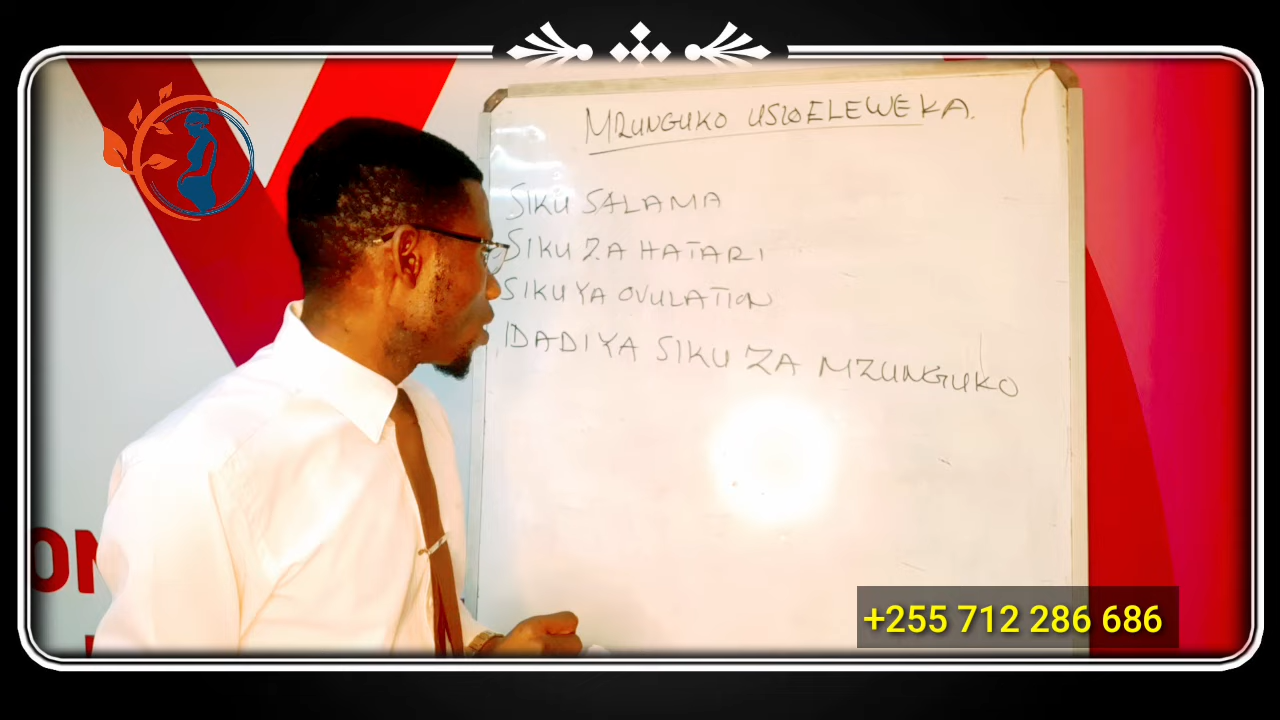 MZUNGUKO USIOELEWEKA.
SIKU SALAMA
SIKU ZA HATARI
SIKU YA OVULATION
IDADI YA SIKU ZA MZUNGUKO
ON
+255 712 286 686